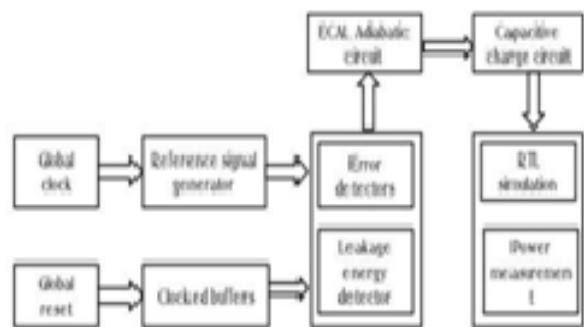 ECAL Adiabatic
circuit
Capacitive
charge circuit
Global
clock
Reference signal
generator
Error
detectors
RTL
simulation
Global
reset
Clocked buffers
Leakage
energy
detector
Power
measuremen
t